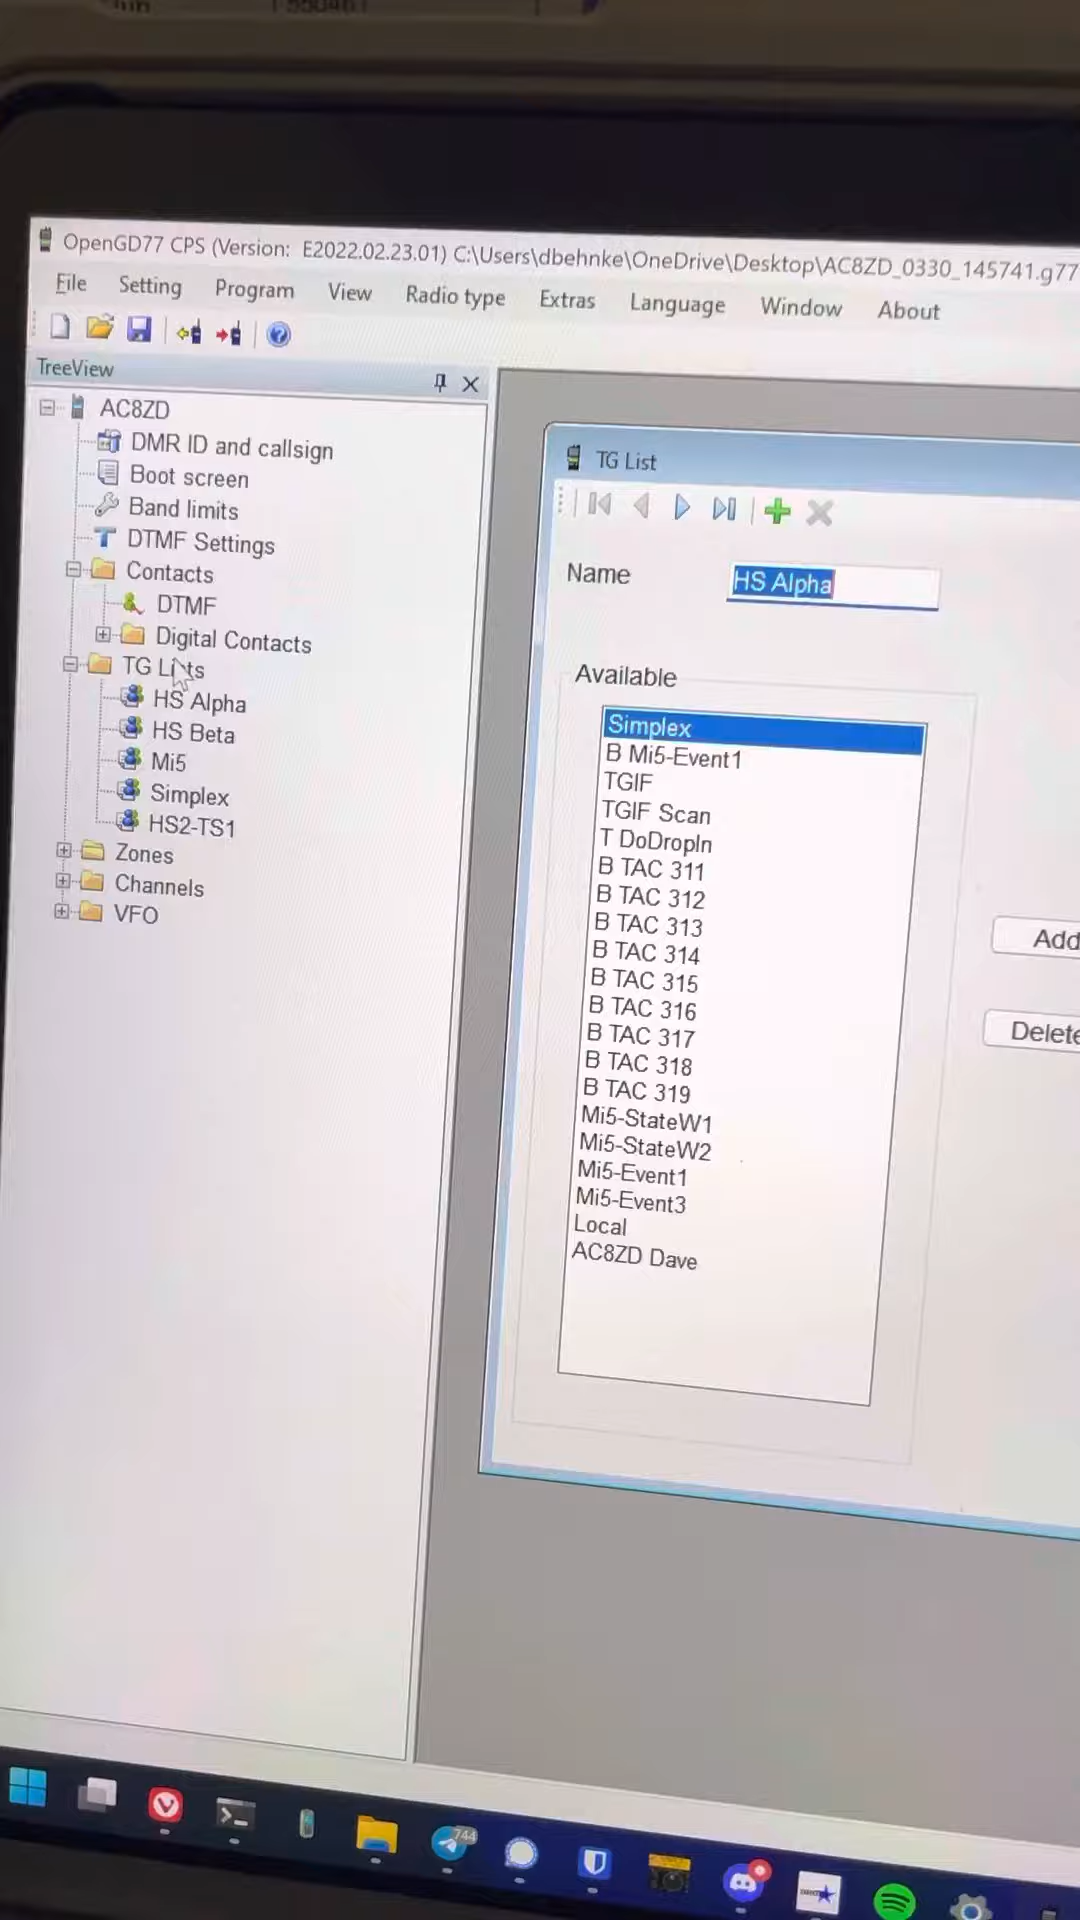 OpenGD77 CPS (Version: E2022.02.23.01) C:\Users\dbehnke\OneDrive\Desktop\AC8ZD_0330_145741.g77
File Setting Program View Radio type Extras Language Window About
TreeView
AC8ZD
DMR ID and callsign
Boot screen
Band limits
DTMF Settings
Contacts
DTMF
Digital Contacts
TG Lists
HS Alpha
HS Beta
Mi5
Simplex
HS2-TS1
Zones
Channels
VFO
TG List
Name HS Alpha
Available
Simplex
B Mi5-Event1
TGIF
TGIF Scan
T DoDropIn
B TAC 311
B TAC 312
B TAC 313
B TAC 314
B TAC 315
B TAC 316
B TAC 317
B TAC 318
B TAC 319
Mi5-StateW1
Mi5-StateW2
Mi5-Event1
Mi5-Event3
Local
AC8ZD Dave
Add
Delete
744